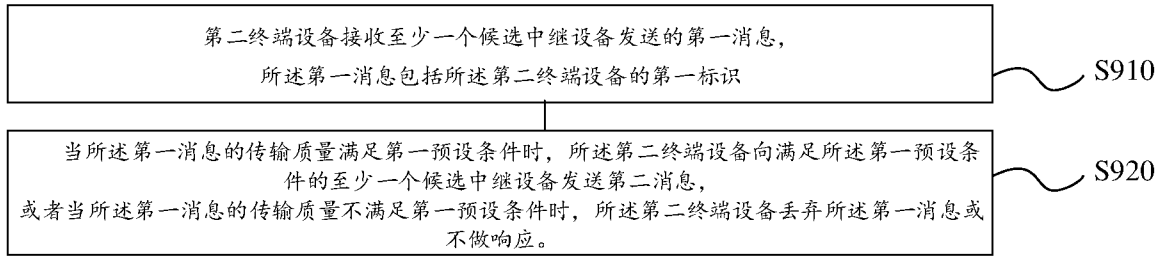 第二终端设备接收至少一个候选中继设备发送的第一消息，
所述第一消息包括所述第二终端设备的第一标识
S910
当所述第一消息的传输质量满足第一预设条件时，所述第二终端设备向满足所述第一预设条
件的至少一个候选中继设备发送第二消息，
或者当所述第一消息的传输质量不满足第一预设条件时，所述第二终端设备丢弃所述第一消息或
不做响应。
S920